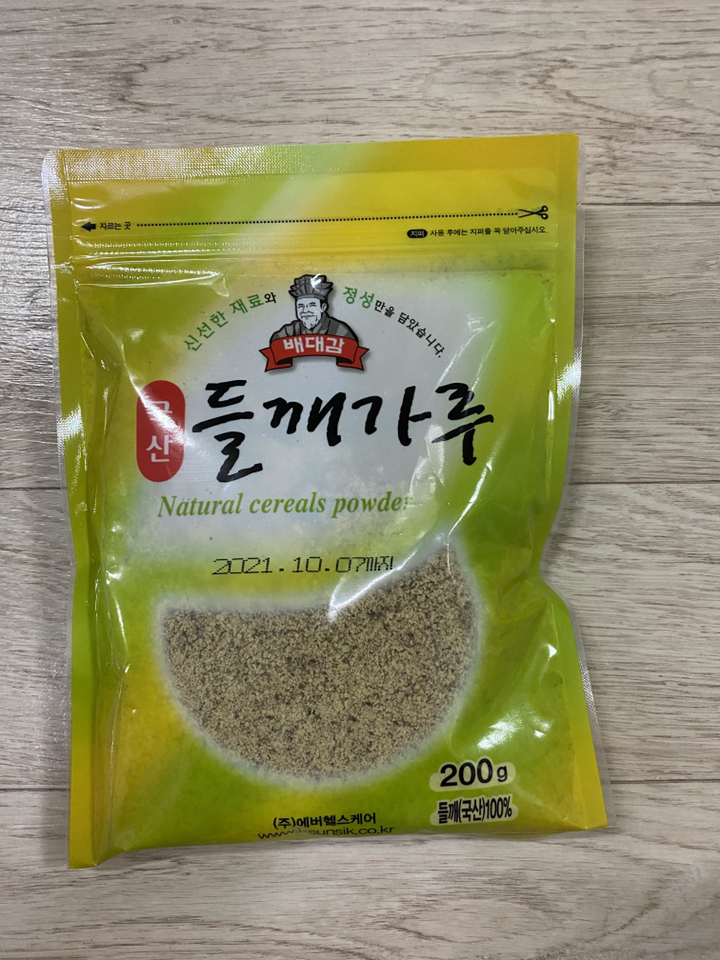 자르는 곳
지퍼 사용 후에는 지퍼를 꼭 닫아주십시오.
신선한 재료와 정성만을 담았습니다.
배대감
국산
들깨가루
Natural cereals powder
2021.10.07까지
200g
들깨(국산)100%
(주)에버헬스케어
sunsik.co.kr